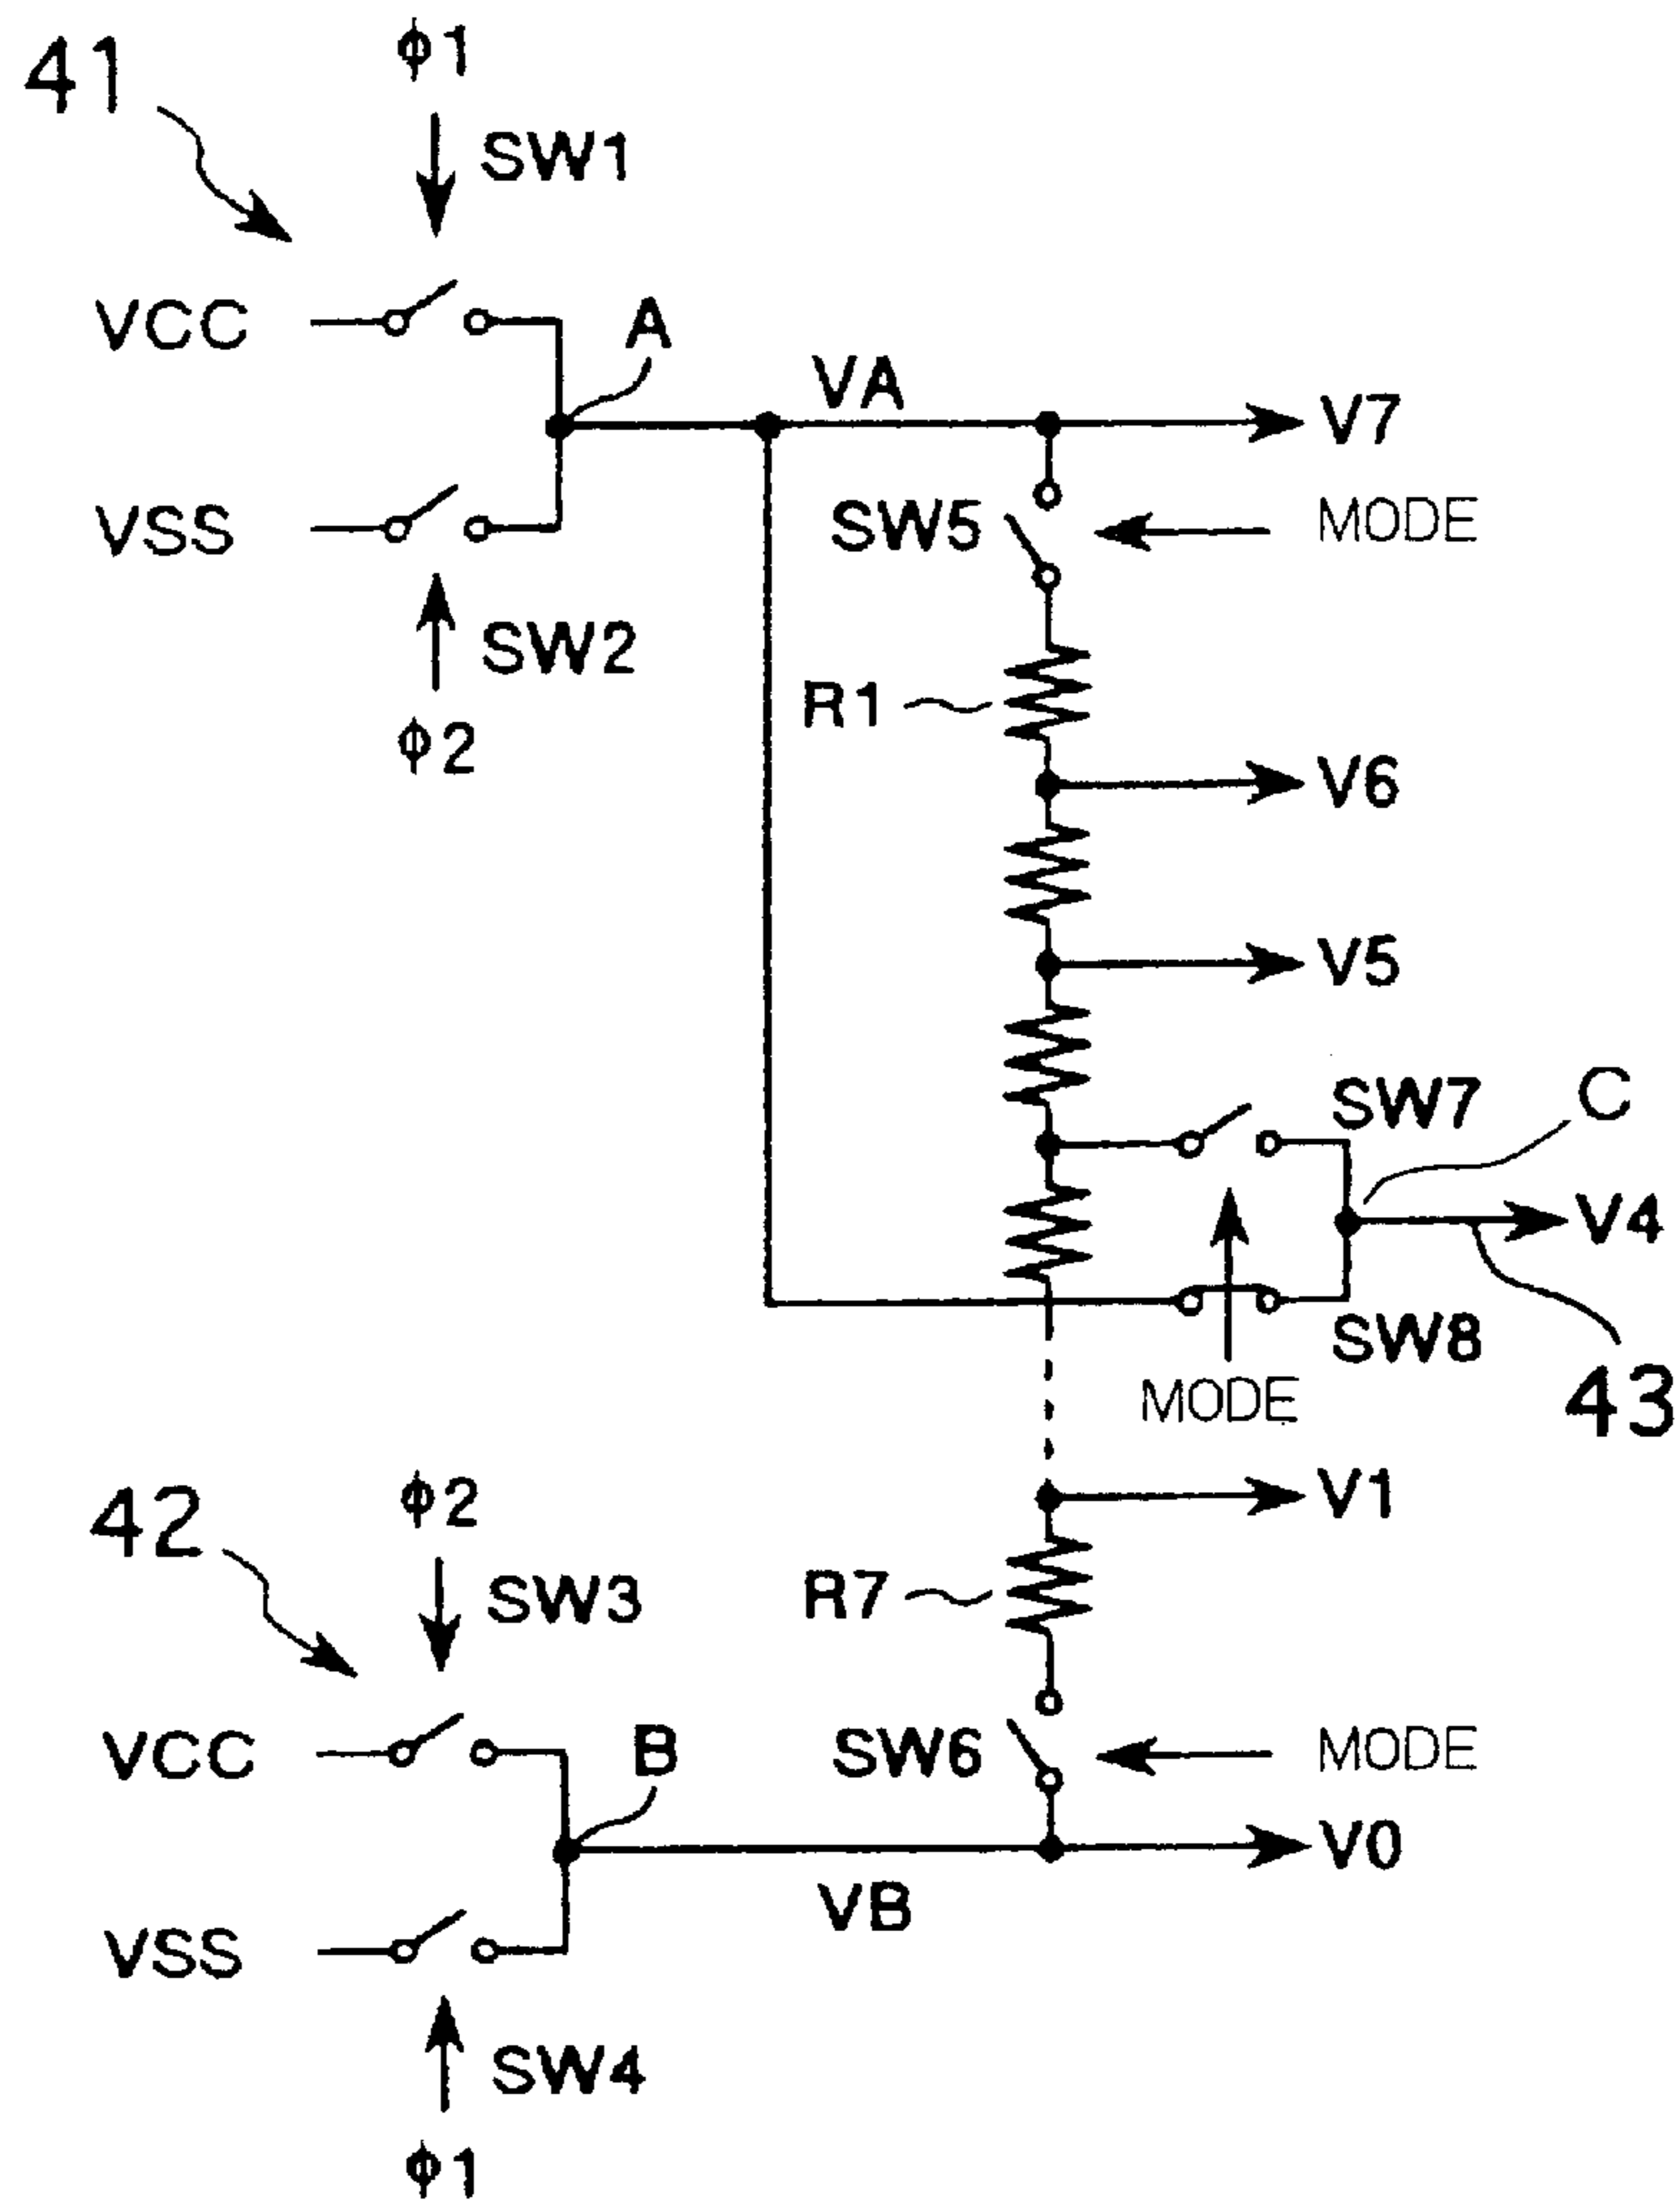 41
ϕ1
SW1
VCC
A
VA
V7
VSS
SW5
MODE
SW2
ϕ2
R1
V6
V5
SW7
C
V4
SW8
MODE
43
V1
42
ϕ2
SW3
R7
VCC
B
SW6
MODE
V0
VB
VSS
SW4
ϕ1